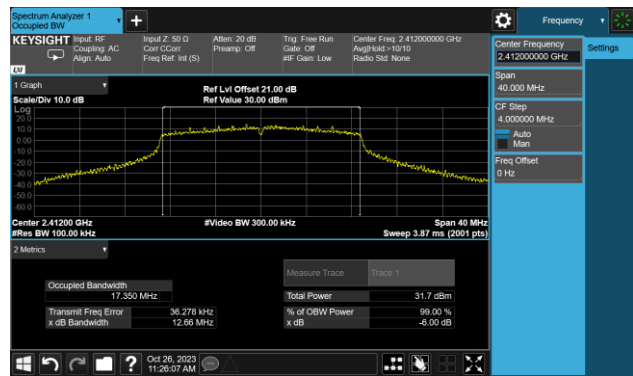 Spectrum Analyzer 1
Occupied BW
Frequency
KEYSIGHT
Input: RF
Coupling: AC
Align: Auto
Input Z: 50 Ω
Corr CCorr
Freq Ref: Int (S)
Atten: 20 dB
Preamp: Off
Trig: Free Run
Gate: Off
#IF Gain: Low
Center Freq: 2.412000000 GHz
Avg|Hold:>10/10
Radio Std: None
LXI
Center Frequency
2.412000000 GHz
Settings
Span
40.000 MHz
CF Step
4.000000 MHz
Auto
Man
Freq Offset
0 Hz
1 Graph
Scale/Div 10.0 dB
Ref Lvl Offset 21.00 dB
Ref Value 30.00 dBm
Log
20.0
10.0
0.00
-10.0
-20.0
-30.0
-40.0
-50.0
-60.0
Center 2.41200 GHz
#Res BW 100.00 kHz
#Video BW 300.00 kHz
Span 40 MHz
Sweep 3.87 ms (2001 pts)
2 Metrics
Measure Trace
Trace 1
Occupied Bandwidth
17.350 MHz
Total Power
31.7 dBm
Transmit Freq Error
36.278 kHz
% of OBW Power
99.00 %
x dB Bandwidth
12.66 MHz
x dB
-6.00 dB
?
Oct 26, 2023
11:26:07 AM